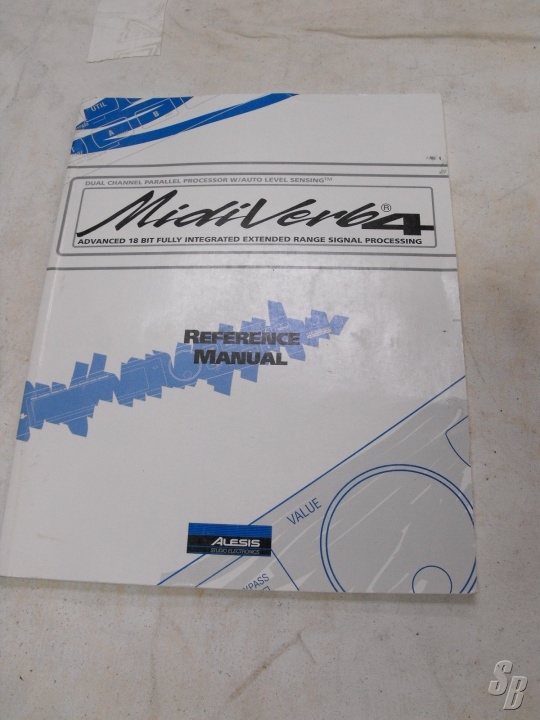 UTIL
A B
DUAL CHANNEL PARALLEL PROCESSOR W/AUTO LEVEL SENSING™
MidiVerb®4
ADVANCED 18 BIT FULLY INTEGRATED EXTENDED RANGE SIGNAL PROCESSING
REFERENCE
MANUAL
VALUE
ALESIS
STUDIO ELECTRONICS
YPASS
SB